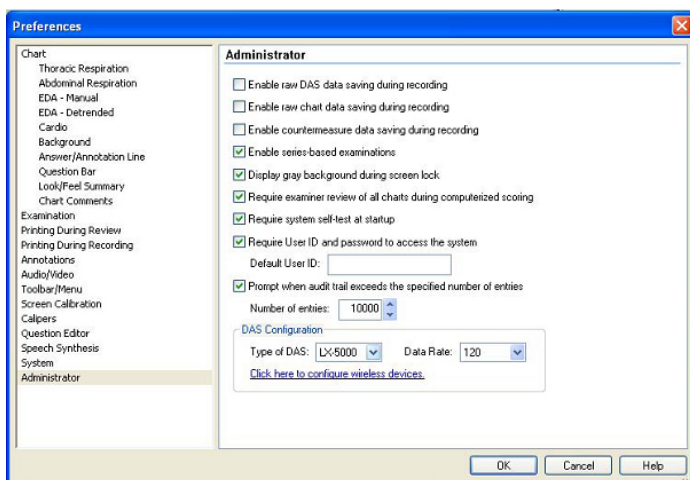 Preferences
Chart
Thoracic Respiration
Abdominal Respiration
EDA - Manual
EDA - Detrended
Cardio
Background
Answer/Annotation Line
Question Bar
Look/Feel Summary
Chart Comments
Examination
Printing During Review
Printing During Recording
Annotations
Audio/Video
Toolbar/Menu
Screen Calibration
Calipers
Question Editor
Speech Synthesis
System
Administrator
Administrator
Enable raw DAS data saving during recording
Enable raw chart data saving during recording
Enable countermeasure data saving during recording
Enable series-based examinations
Display gray background during screen lock
Require examiner review of all charts during computerized scoring
Require system self-test at startup
Require User ID and password to access the system
Default User ID:
Prompt when audit trail exceeds the specified number of entries
Number of entries: 10000
DAS Configuration
Type of DAS: LX-5000 Data Rate: 120
Click here to configure wireless devices.
OK Cancel Help